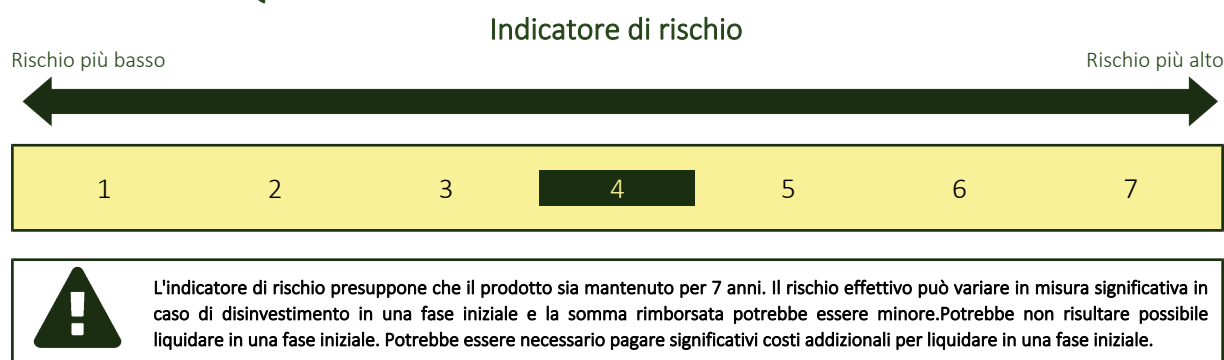 Indicatore di rischio
Rischio più basso
Rischio più alto
1 2 3 4 5 6 7
L'indicatore di rischio presuppone che il prodotto sia mantenuto per 7 anni. Il rischio effettivo può variare in misura significativa in
caso di disinvestimento in una fase iniziale e la somma rimborsata potrebbe essere minore.Potrebbe non risultare possibile
liquidare in una fase iniziale. Potrebbe essere necessario pagare significativi costi addizionali per liquidare in una fase iniziale.